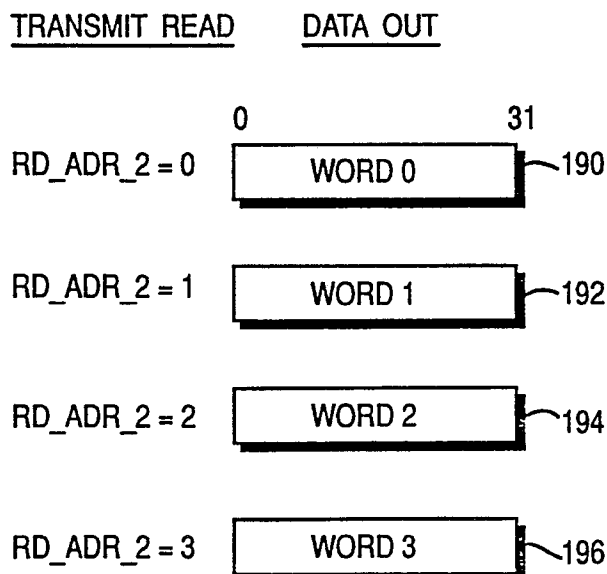 TRANSMIT READ DATA OUT
0 31
RD_ADR_2 = 0 WORD 0 190
RD_ADR_2 = 1 WORD 1 192
RD_ADR_2 = 2 WORD 2 194
RD_ADR_2 = 3 WORD 3 196